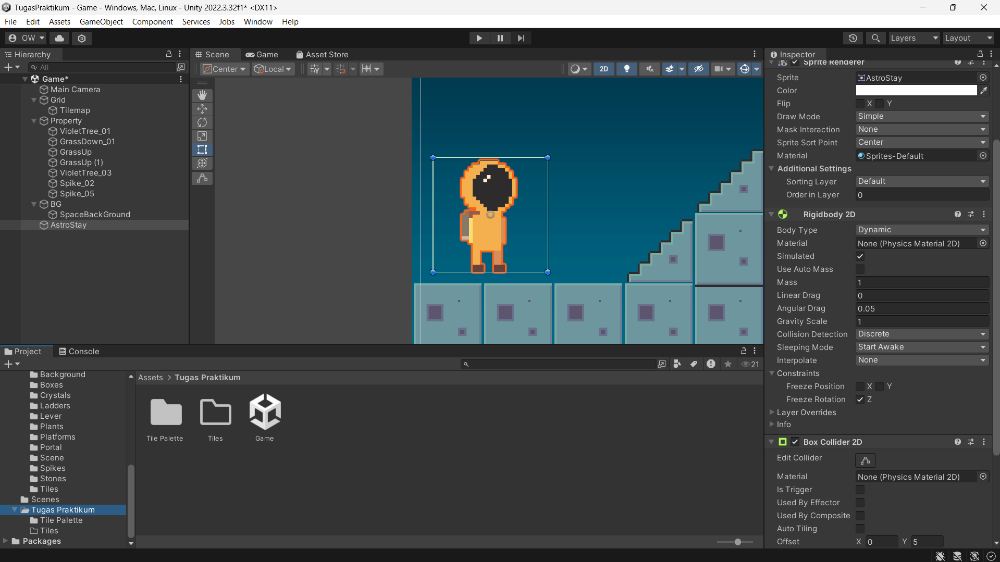 TugasPraktikum - Game - Windows, Mac, Linux - Unity 2022.3.32f1* <DX11>
File Edit Assets GameObject Component Services Jobs Window Help
OW Layers Layout
Hierarchy
All
Game*
Main Camera
Grid
Tilemap
Property
VioletTree_01
GrassDown_01
GrassUp
GrassUp (1)
VioletTree_03
Spike_02
Spike_05
BG
SpaceBackGround
AstroStay
Scene Game Asset Store
Center Local 2D
Inspector
Sprite Renderer
Sprite AstroStay
Color
Flip X Y
Draw Mode Simple
Mask Interaction None
Sprite Sort Point Center
Material Sprites-Default
Additional Settings
Sorting Layer Default
Order in Layer 0
Rigidbody 2D
Body Type Dynamic
Material None (Physics Material 2D)
Simulated
Use Auto Mass
Mass 1
Linear Drag 0
Angular Drag 0.05
Gravity Scale 1
Collision Detection Discrete
Sleeping Mode Start Awake
Interpolate None
Constraints
Freeze Position X Y
Freeze Rotation Z
Layer Overrides
Info
Box Collider 2D
Edit Collider
Material None (Physics Material 2D)
Is Trigger
Used By Effector
Used By Composite
Auto Tiling
Offset X 0 Y 5
Project Console
21
Background
Boxes
Crystals
Ladders
Lever
Plants
Platforms
Portal
Scene
Spikes
Stones
Tiles
Scenes
Tugas Praktikum
Tile Palette
Tiles
Packages
Assets > Tugas Praktikum
Tile Palette Tiles Game